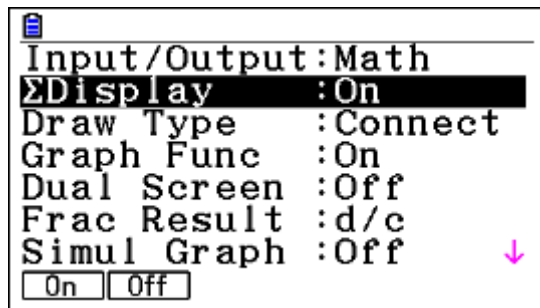 Input/Output:Math
ΣDisplay :On
Draw Type :Connect
Graph Func :On
Dual Screen :Off
Frac Result :d/c
Simul Graph :Off ↓
On Off